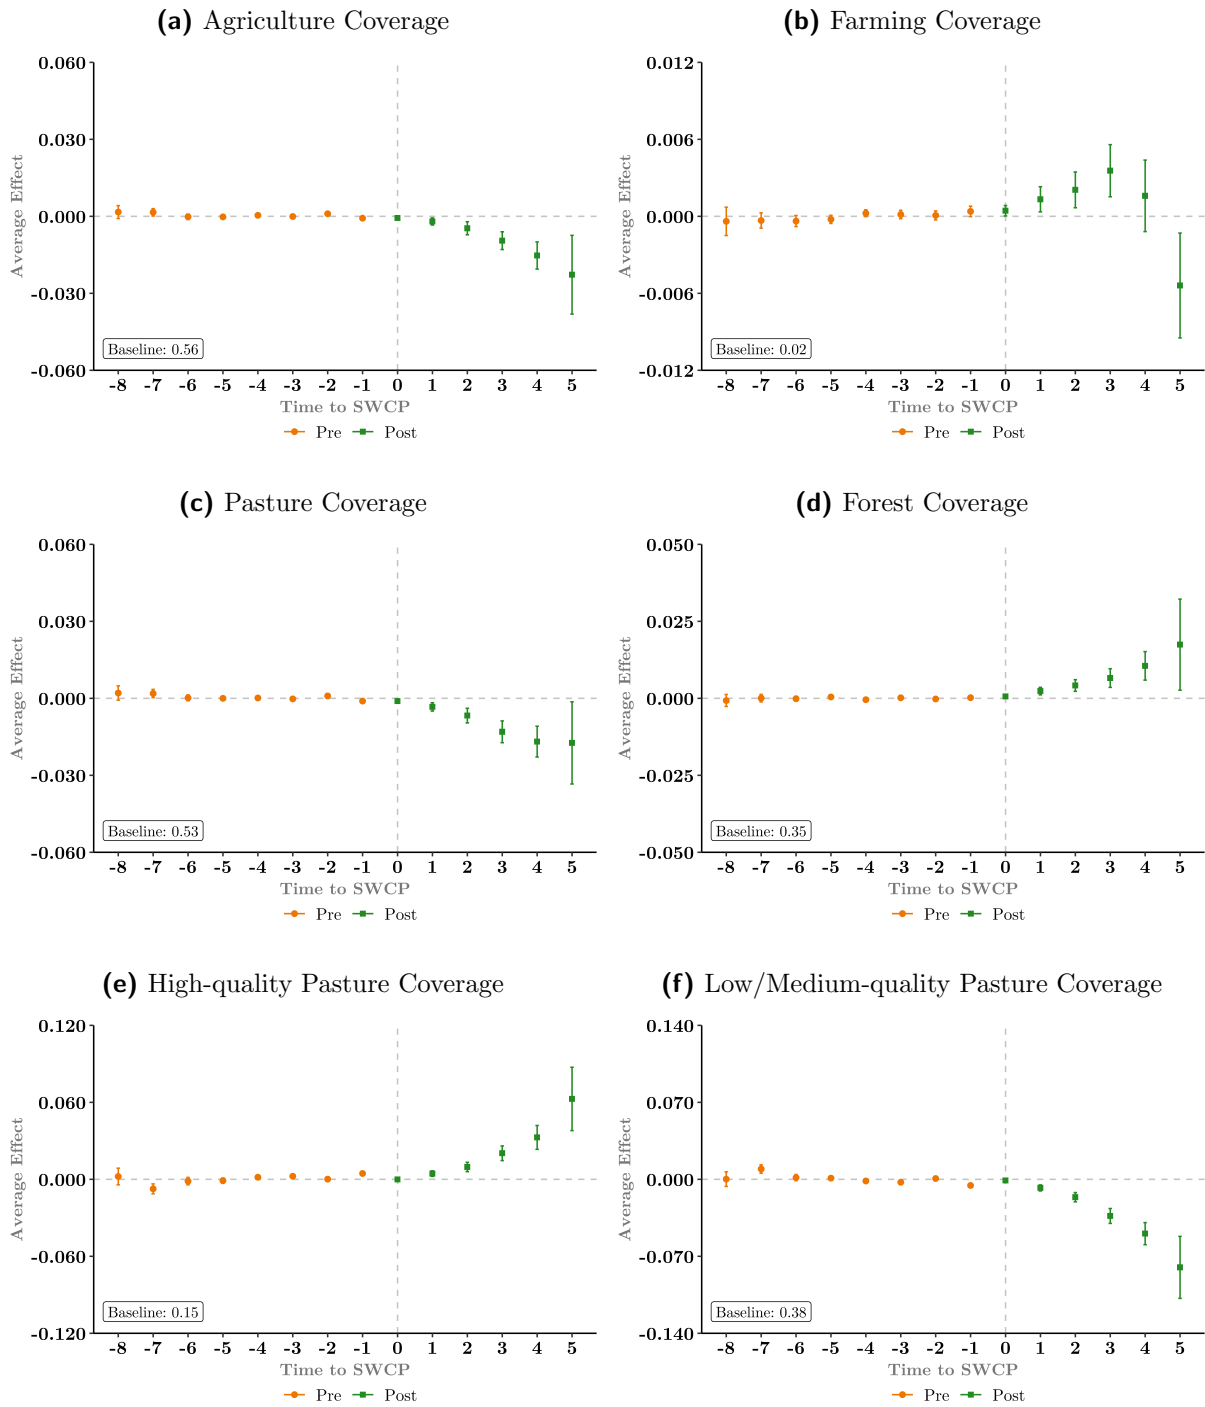 (a) Agriculture Coverage
0.060
0.030
0.000
-0.030
-0.060
Average Effect
Baseline: 0.56
-8 -7 -6 -5 -4 -3 -2 -1 0 1 2 3 4 5
Time to SWCP
Pre Post
(b) Farming Coverage
0.012
0.006
0.000
-0.006
-0.012
Average Effect
Baseline: 0.02
-8 -7 -6 -5 -4 -3 -2 -1 0 1 2 3 4 5
Time to SWCP
Pre Post
(c) Pasture Coverage
0.060
0.030
0.000
-0.030
-0.060
Average Effect
Baseline: 0.53
-8 -7 -6 -5 -4 -3 -2 -1 0 1 2 3 4 5
Time to SWCP
Pre Post
(d) Forest Coverage
0.050
0.025
0.000
-0.025
-0.050
Average Effect
Baseline: 0.35
-8 -7 -6 -5 -4 -3 -2 -1 0 1 2 3 4 5
Time to SWCP
Pre Post
(e) High-quality Pasture Coverage
0.120
0.060
0.000
-0.060
-0.120
Average Effect
Baseline: 0.15
-8 -7 -6 -5 -4 -3 -2 -1 0 1 2 3 4 5
Time to SWCP
Pre Post
(f) Low/Medium-quality Pasture Coverage
0.140
0.070
0.000
-0.070
-0.140
Average Effect
Baseline: 0.38
-8 -7 -6 -5 -4 -3 -2 -1 0 1 2 3 4 5
Time to SWCP
Pre Post